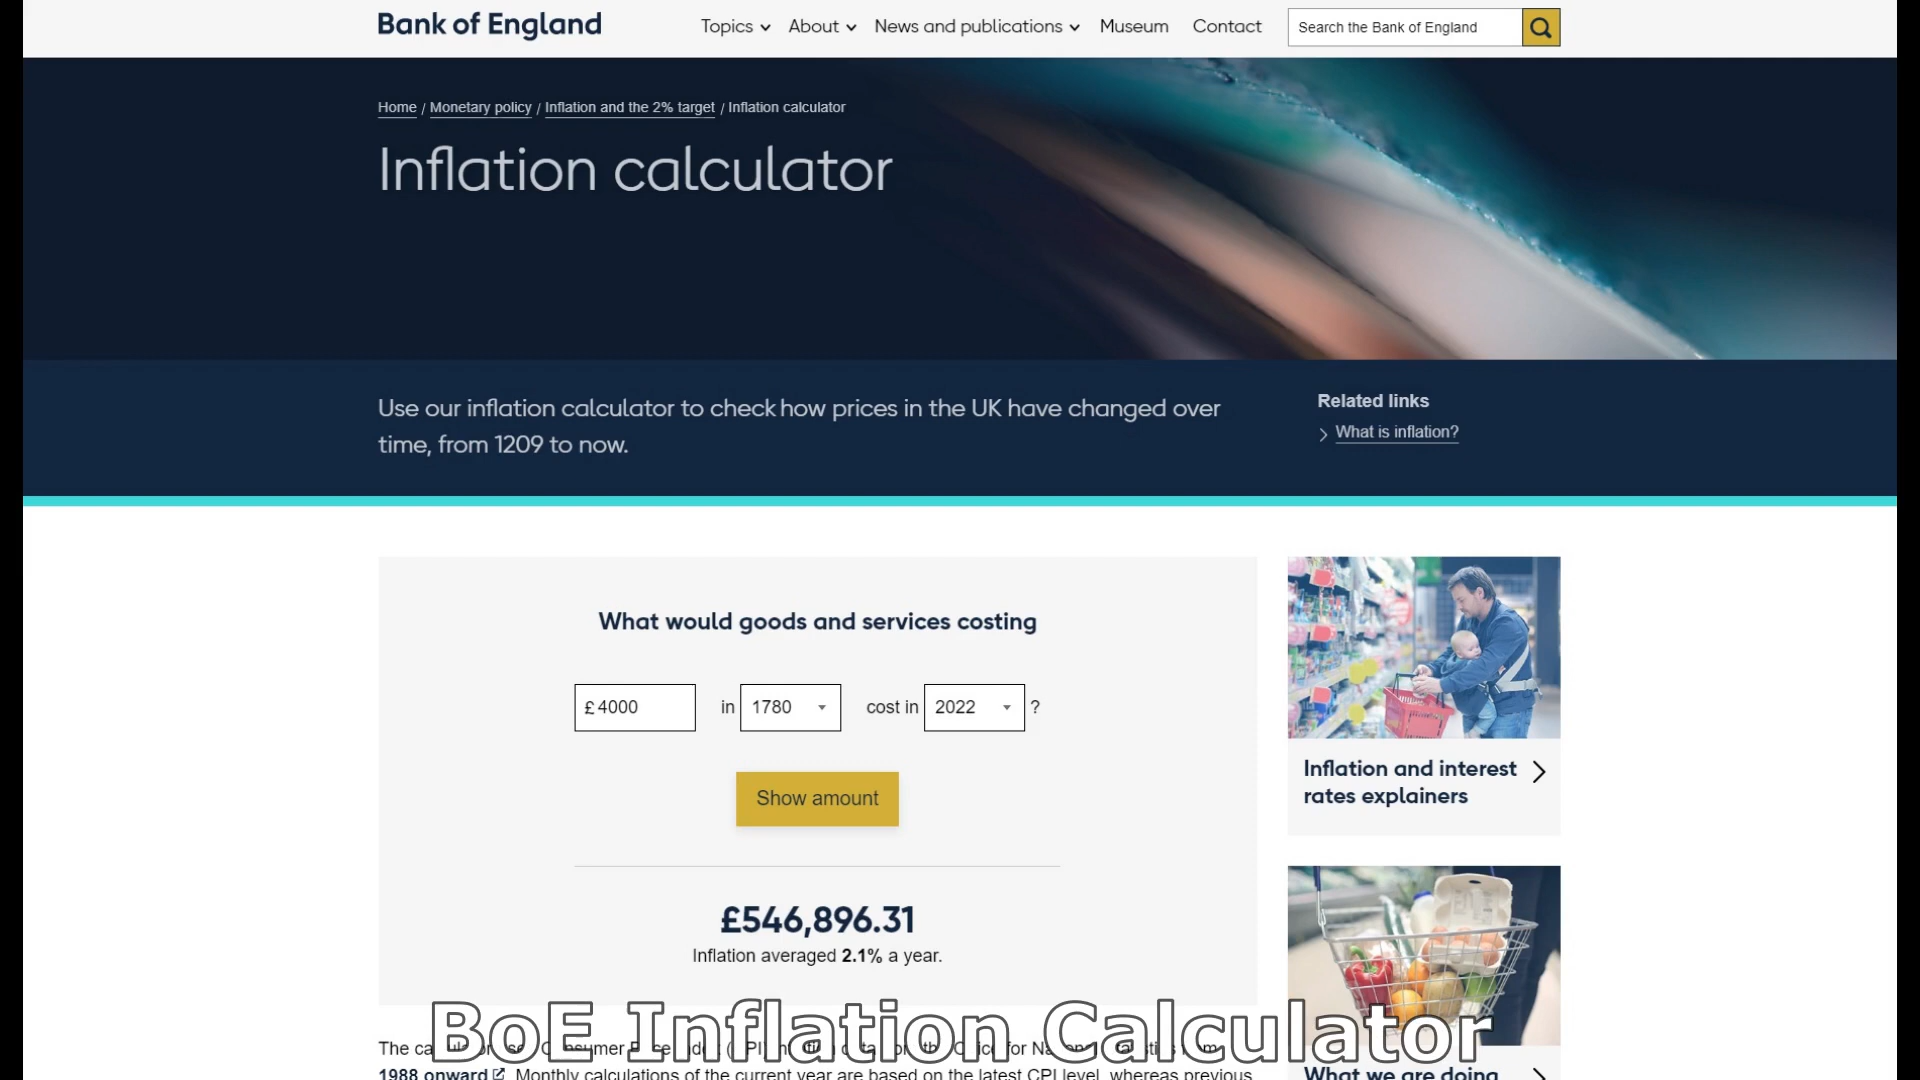 Bank of England
Topics
About
News and publications
Museum
Contact
Search the Bank of England
Home / Monetary policy / Inflation and the 2% target / Inflation calculator
Inflation calculator
Use our inflation calculator to check how prices in the UK have changed over
time, from 1209 to now.
Related links
What is inflation?
What would goods and services costing
£ 4000 in 1780 cost in 2022 ?
Show amount
£546,896.31
Inflation averaged 2.1% a year.
Inflation and interest
rates explainers
BoE Inflation Calculator
The
1988 onward. Monthly calculations of the current year are based on the latest CPI level, whereas previous
What we are doing